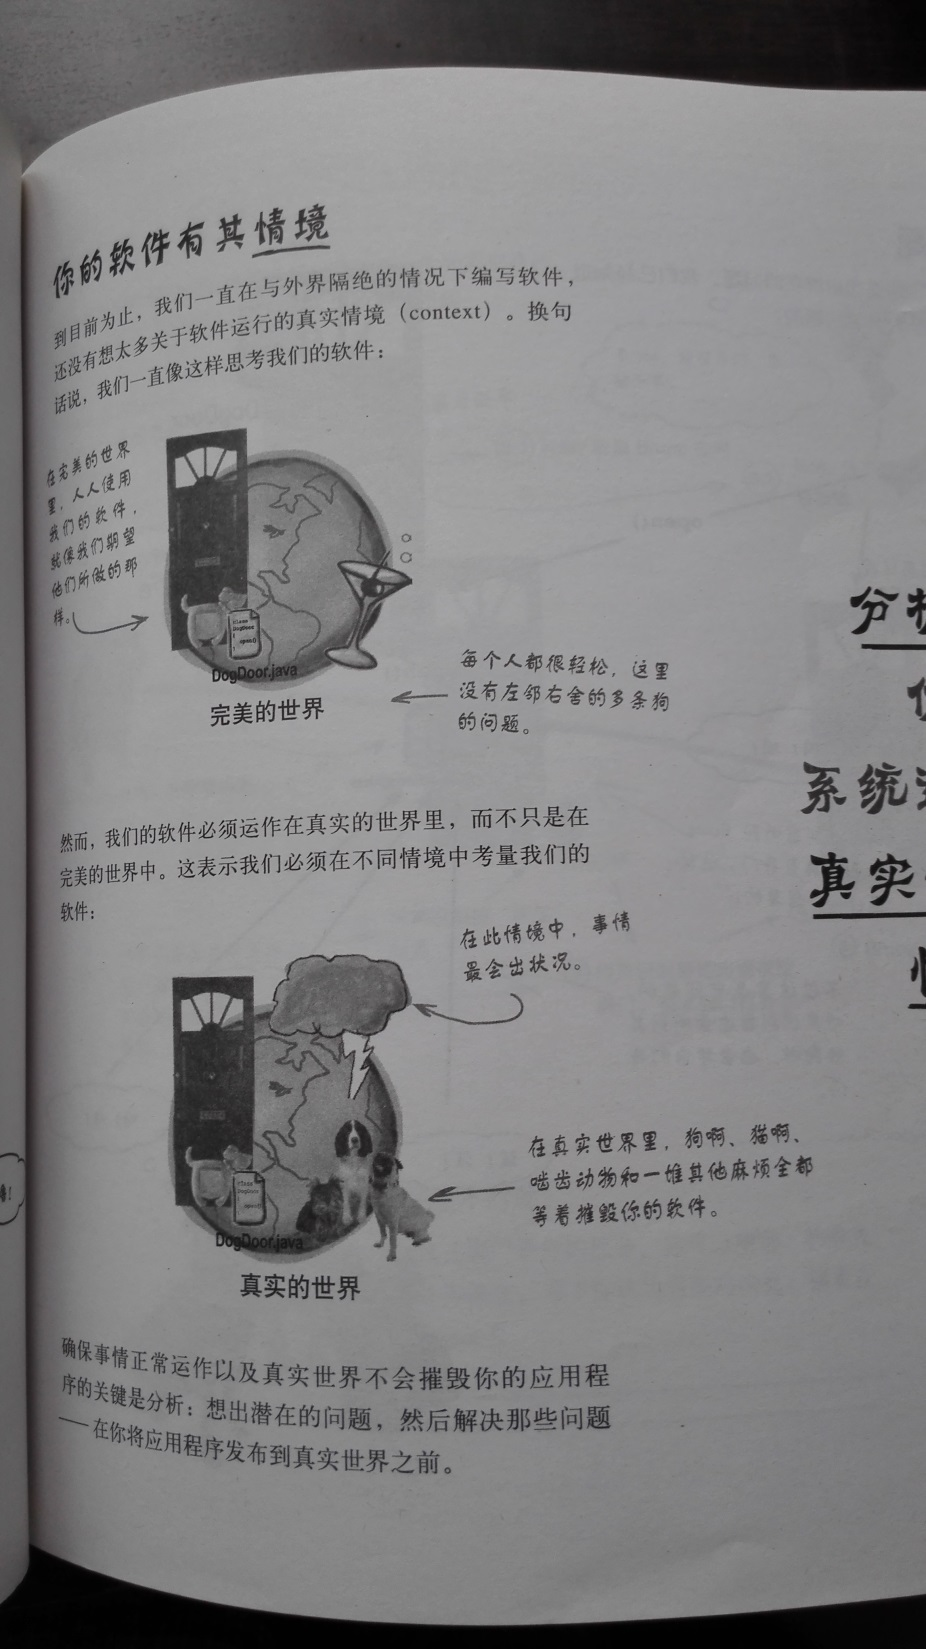 你的软件有其情境
到目前为止，我们一直在与外界隔绝的情况下编写软件，
还没有想太多关于软件运行的真实情境（context）。换句
话说，我们一直像这样思考我们的软件：
在完美的世界
里，人人使用
我们的软件，
就像我们期望
他们所做的那
样。
DogDoor.java
完美的世界
每个人都很轻松，这里
没有左邻右舍的多条狗
的问题。
然而，我们的软件必须运作在真实的世界里，而不只是在
完美的世界中。这表示我们必须在不同情境中考量我们的
软件：
在此情境中，事情
最会出状况。
DogDoor.java
真实的世界
在真实世界里，狗啊、猫啊、
啮齿动物和一堆其他麻烦全都
等着摧毁你的软件。
确保事情正常运作以及真实世界不会摧毁你的应用程
序的关键是分析：想出潜在的问题，然后解决那些问题
——在你将应用程序发布到真实世界之前。
分
系统
真实